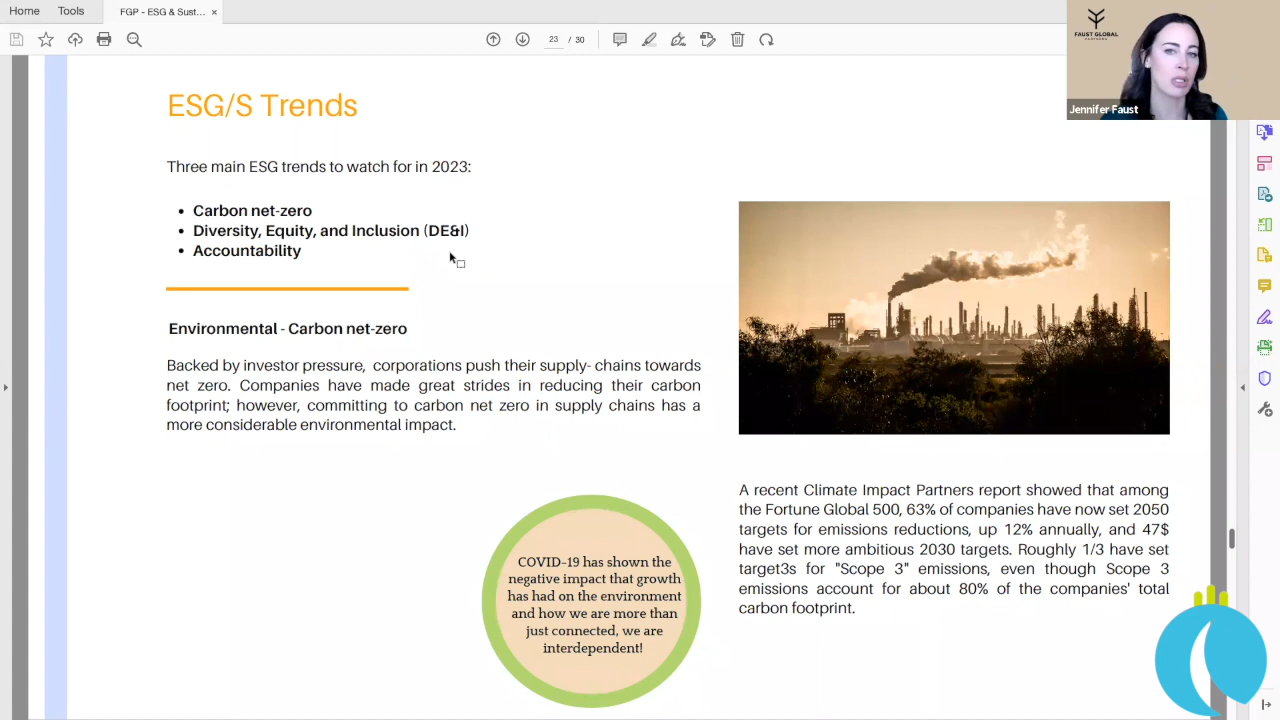 Home
Tools
FGP - ESG & Sust... ×
23 / 30
FAUST GLOBAL
PARTNERS
Jennifer Faust
ESG/S Trends
Three main ESG trends to watch for in 2023:
• Carbon net-zero
• Diversity, Equity, and Inclusion (DE&I)
• Accountability
Environmental - Carbon net-zero
Backed by investor pressure, corporations push their supply- chains towards
net zero. Companies have made great strides in reducing their carbon
footprint; however, committing to carbon net zero in supply chains has a
more considerable environmental impact.
COVID-19 has shown the
negative impact that growth
has had on the environment
and how we are more than
just connected, we are
interdependent!
A recent Climate Impact Partners report showed that among
the Fortune Global 500, 63% of companies have now set 2050
targets for emissions reductions, up 12% annually, and 47$
have set more ambitious 2030 targets. Roughly 1/3 have set
target3s for "Scope 3" emissions, even though Scope 3
emissions account for about 80% of the companies' total
carbon footprint.